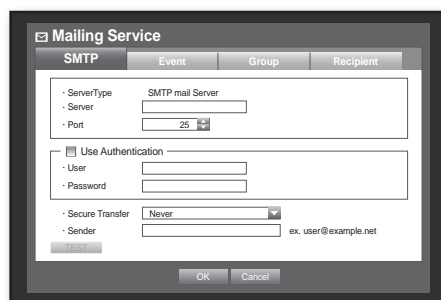 Mailing Service
SMTP Event Group Recipient
· ServerType SMTP mail Server
· Server
· Port 25
Use Authentication
· User
· Password
· Secure Transfer Never
· Sender ex. user@example.net
TEST
OK Cancel